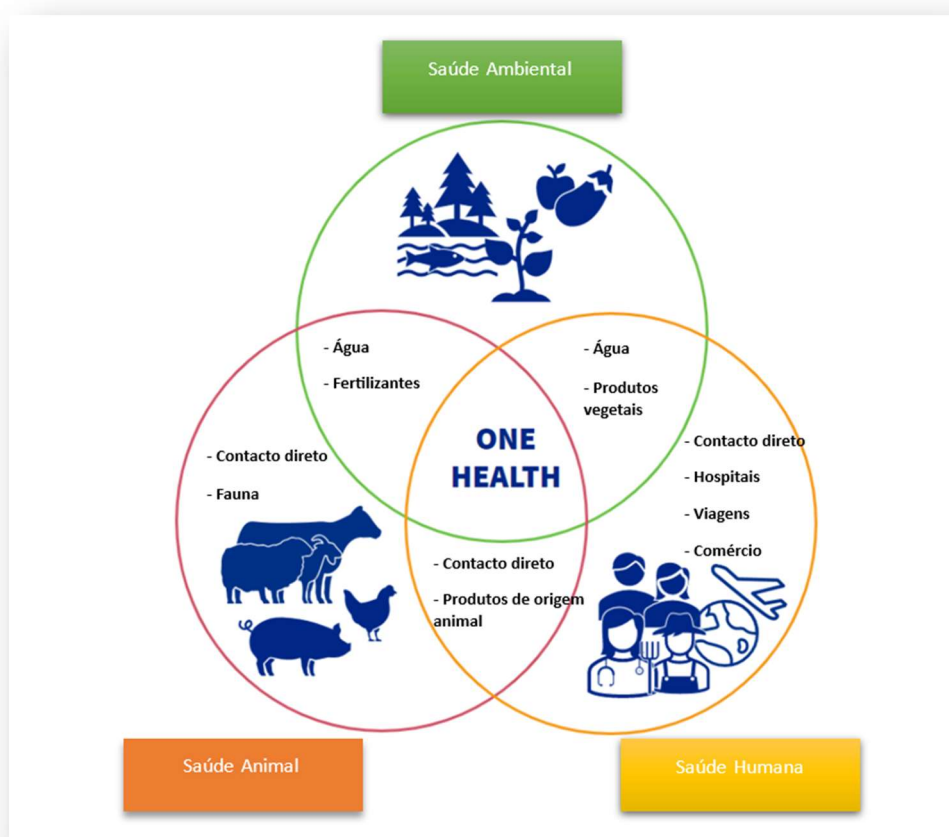 Saúde Ambiental
- Água
- Fertilizantes
- Água
- Produtos
vegetais
ONE
HEALTH
- Contacto direto
- Fauna
- Contacto direto
- Hospitais
- Viagens
- Comércio
- Contacto direto
- Produtos de origem
animal
Saúde Animal
Saúde Humana